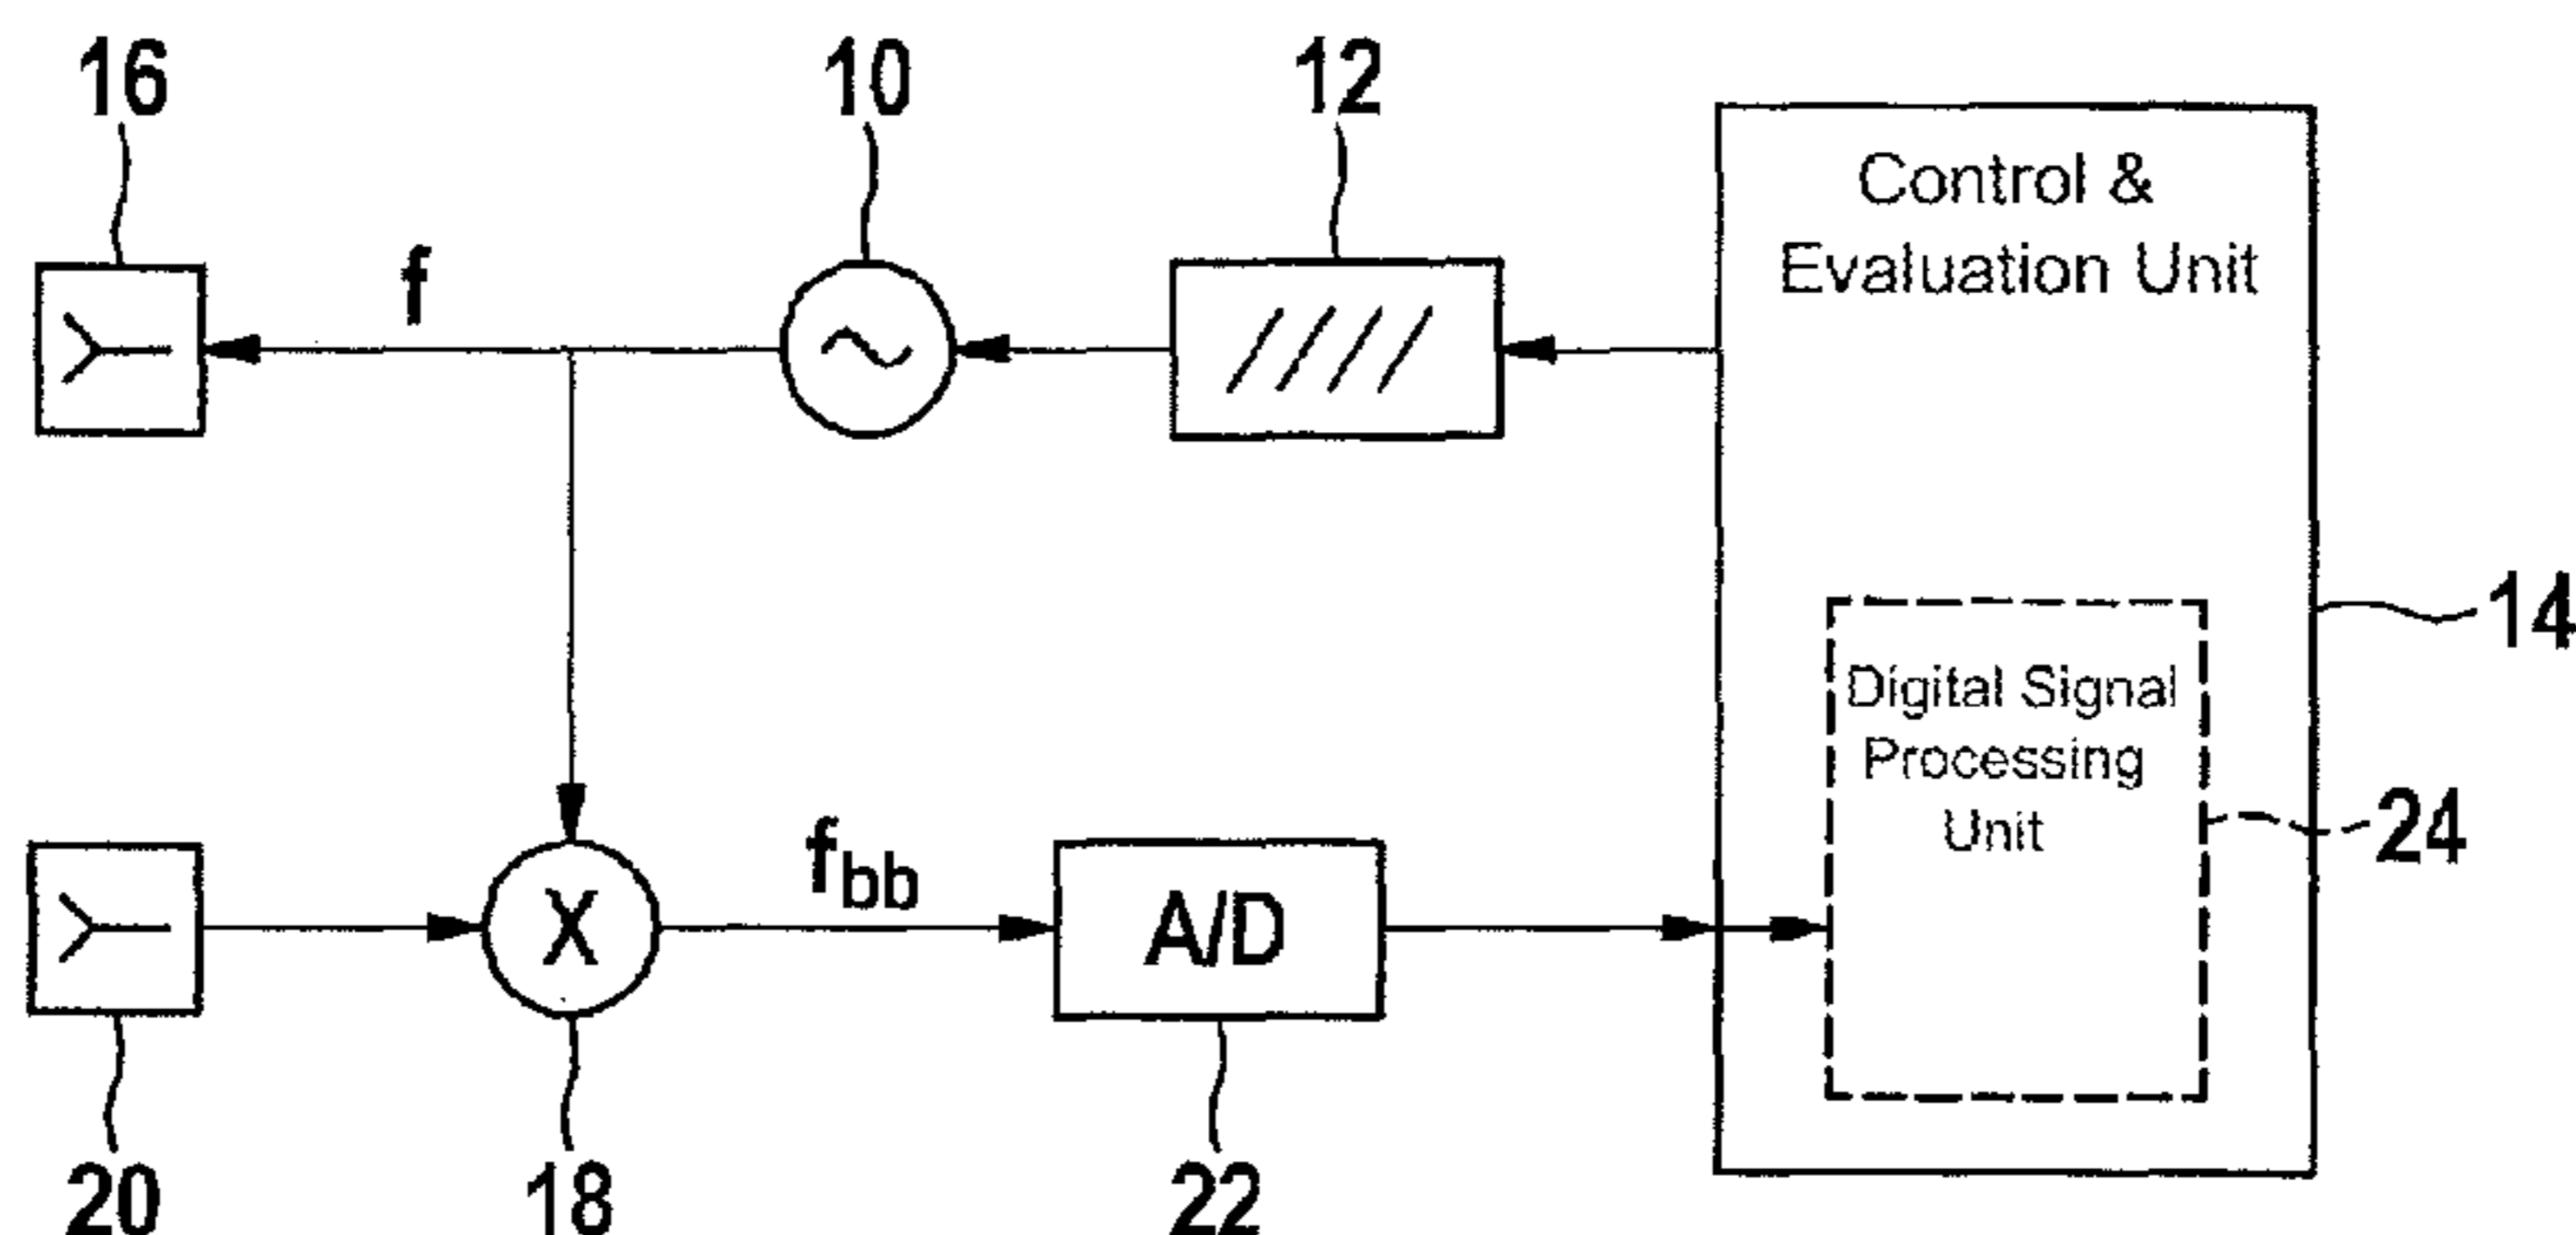 16
10
12
Control &
Evaluation Unit
f
14
Digital Signal
Processing
Unit
24
fbb
X
A/D
20
18
22